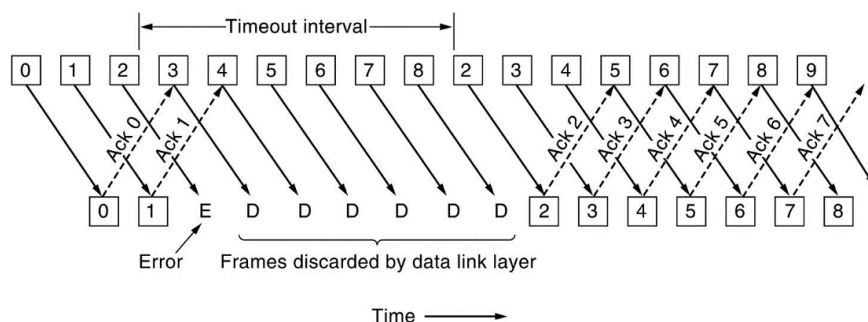 Timeout interval
0 1 2 3 4 5 6 7 8 2 3 4 5 6 7 8 9
Ack 0 Ack 1 Ack 2 Ack 3 Ack 4 Ack 5 Ack 6 Ack 7
0 1 E D D D D D D 2 3 4 5 6 7 8
Error Frames discarded by data link layer
Time